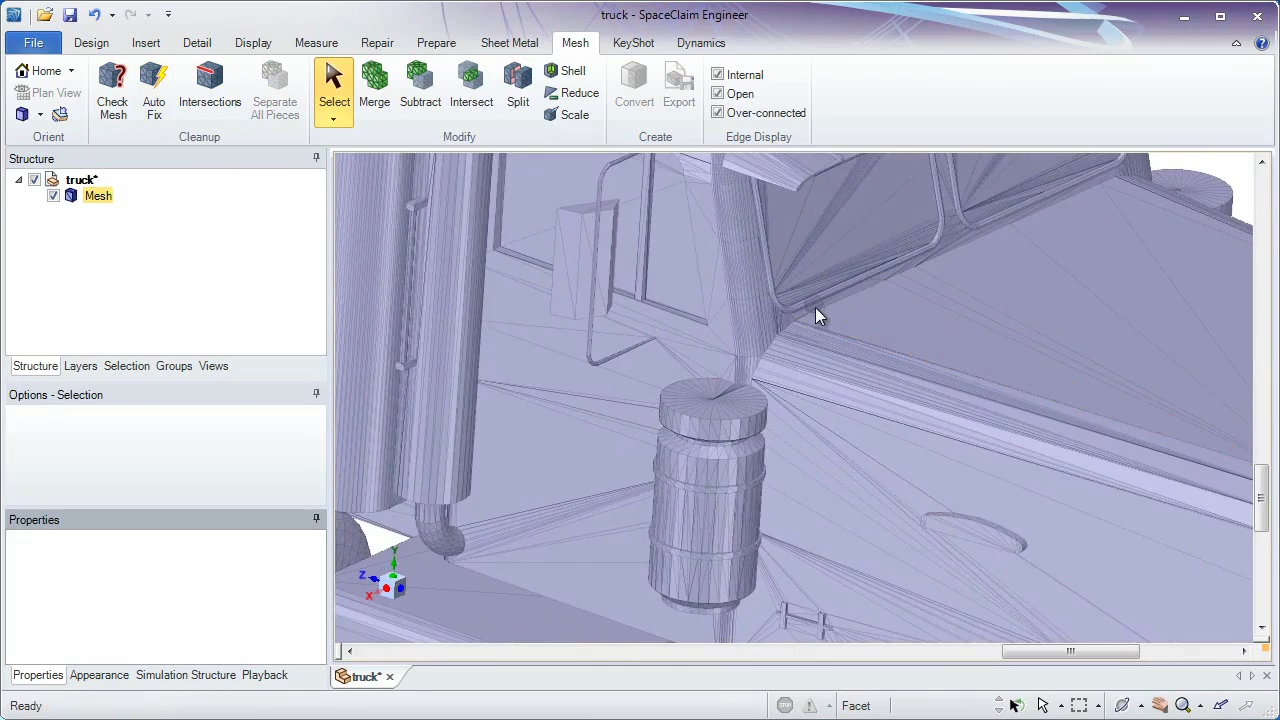 truck - SpaceClaim Engineer
File Design Insert Detail Display Measure Repair Prepare Sheet Metal Mesh KeyShot Dynamics
Home
Plan View
Orient
Check Mesh
Auto Fix
Intersections
Separate All Pieces
Cleanup
Select
Merge
Subtract
Intersect
Split
Shell
Reduce
Scale
Modify
Convert
Export
Create
Internal
Open
Over-connected
Edge Display
Structure
truck*
Mesh
Structure Layers Selection Groups Views
Options - Selection
Properties
Y
Z
X
Properties Appearance Simulation Structure Playback
truck*
Ready
STOP
Facet